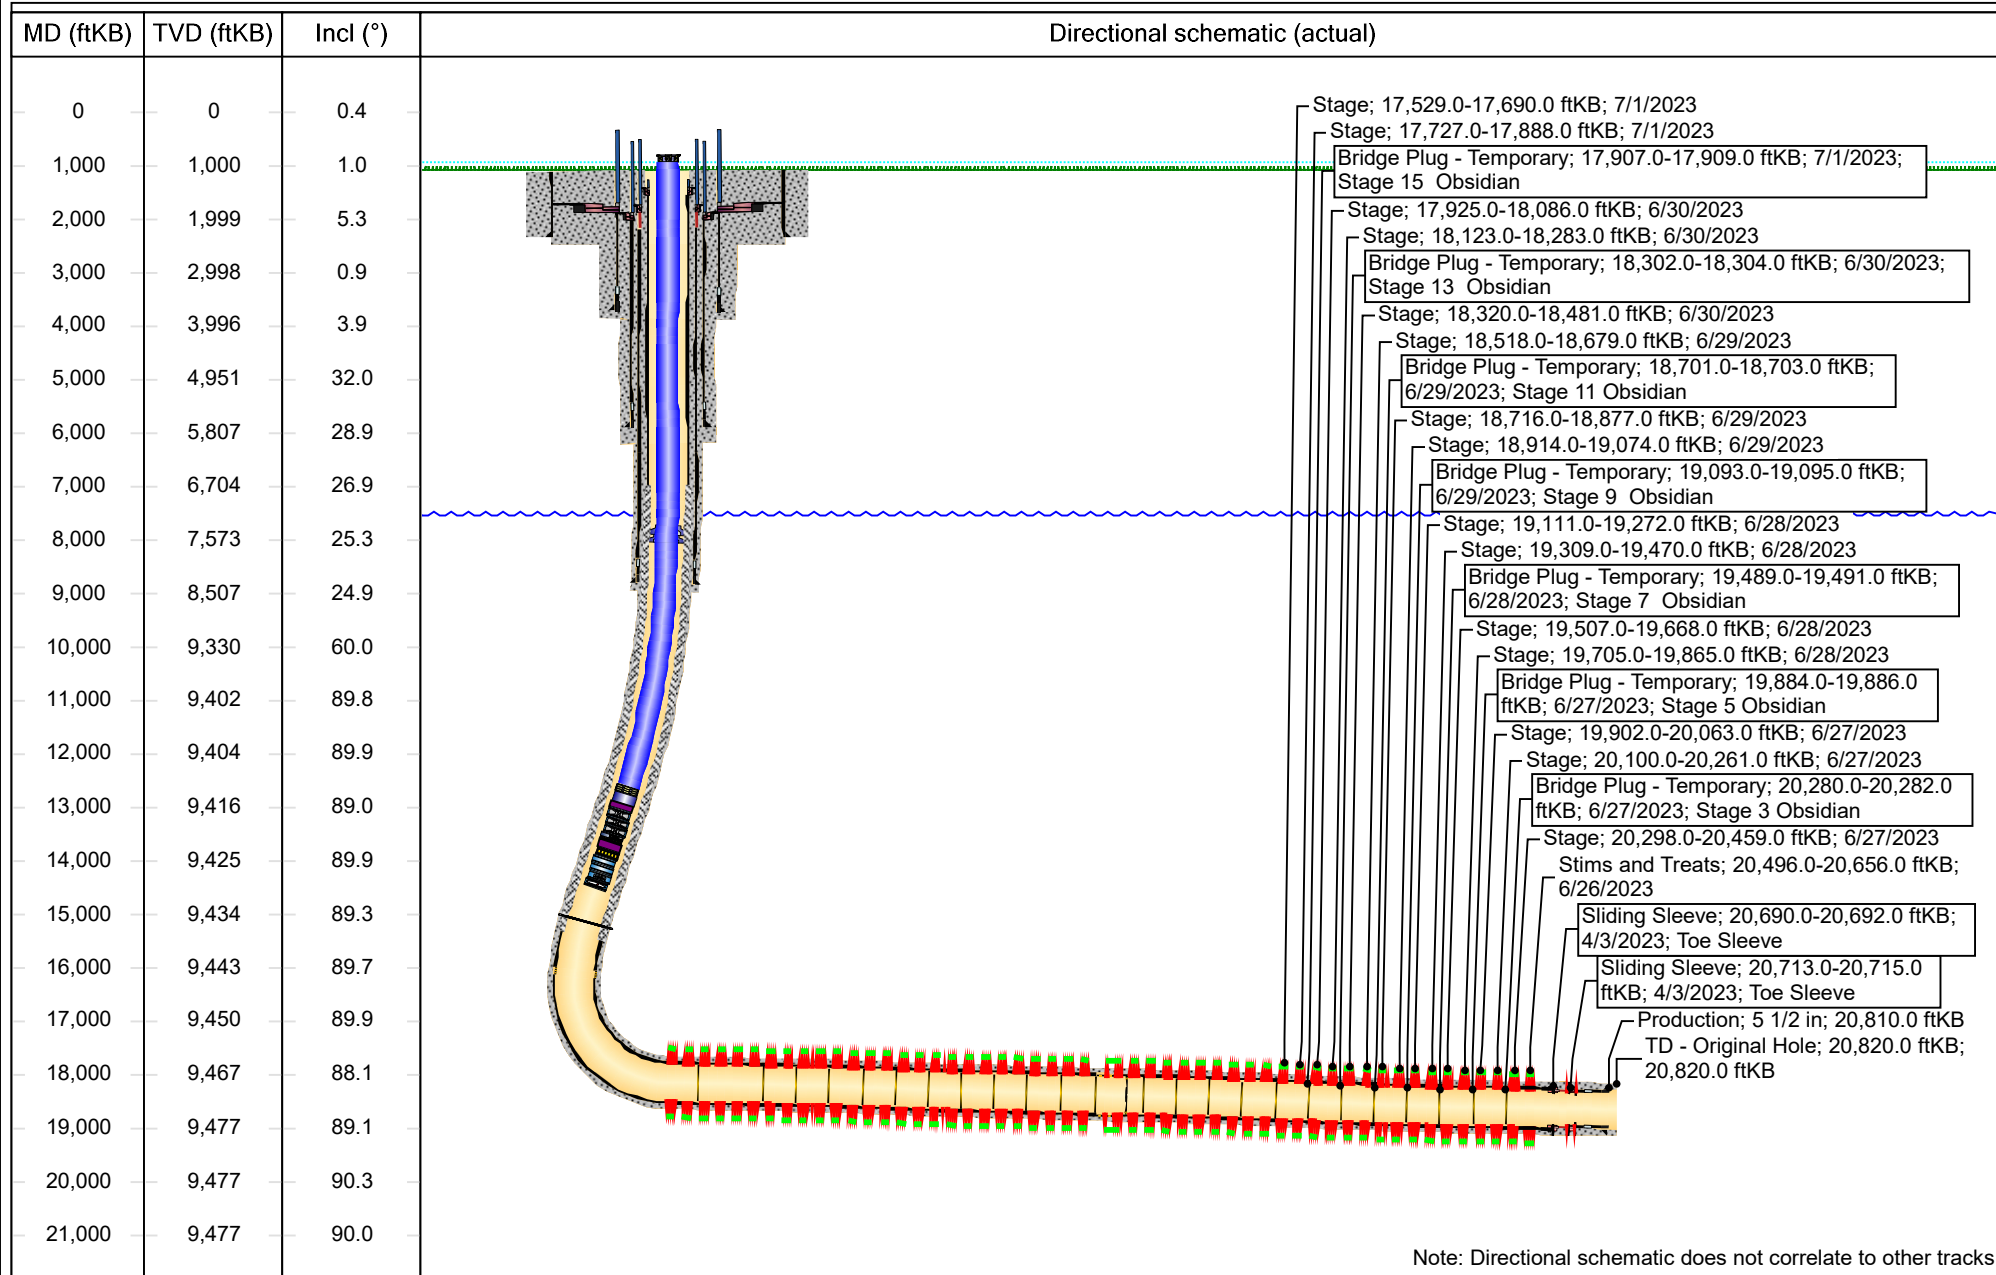 MD (ftKB) TVD (ftKB) Incl (°) Directional schematic (actual)
0 0 0.4
1,000 1,000 1.0
2,000 1,999 5.3
3,000 2,998 0.9
4,000 3,996 3.9
5,000 4,951 32.0
6,000 5,807 28.9
7,000 6,704 26.9
8,000 7,573 25.3
9,000 8,507 24.9
10,000 9,330 60.0
11,000 9,402 89.8
12,000 9,404 89.9
13,000 9,416 89.0
14,000 9,425 89.9
15,000 9,434 89.3
16,000 9,443 89.7
17,000 9,450 89.9
18,000 9,467 88.1
19,000 9,477 89.1
20,000 9,477 90.3
21,000 9,477 90.0
Stage; 17,529.0-17,690.0 ftKB; 7/1/2023
Stage; 17,727.0-17,888.0 ftKB; 7/1/2023
Bridge Plug - Temporary; 17,907.0-17,909.0 ftKB; 7/1/2023;
Stage 15 Obsidian
Stage; 17,925.0-18,086.0 ftKB; 6/30/2023
Stage; 18,123.0-18,283.0 ftKB; 6/30/2023
Bridge Plug - Temporary; 18,302.0-18,304.0 ftKB; 6/30/2023;
Stage 13 Obsidian
Stage; 18,320.0-18,481.0 ftKB; 6/30/2023
Stage; 18,518.0-18,679.0 ftKB; 6/29/2023
Bridge Plug - Temporary; 18,701.0-18,703.0 ftKB;
6/29/2023; Stage 11 Obsidian
Stage; 18,716.0-18,877.0 ftKB; 6/29/2023
Stage; 18,914.0-19,074.0 ftKB; 6/29/2023
Bridge Plug - Temporary; 19,093.0-19,095.0 ftKB;
6/29/2023; Stage 9 Obsidian
Stage; 19,111.0-19,272.0 ftKB; 6/28/2023
Stage; 19,309.0-19,470.0 ftKB; 6/28/2023
Bridge Plug - Temporary; 19,489.0-19,491.0 ftKB;
6/28/2023; Stage 7 Obsidian
Stage; 19,507.0-19,668.0 ftKB; 6/28/2023
Stage; 19,705.0-19,865.0 ftKB; 6/28/2023
Bridge Plug - Temporary; 19,884.0-19,886.0
ftKB; 6/27/2023; Stage 5 Obsidian
Stage; 19,902.0-20,063.0 ftKB; 6/27/2023
Stage; 20,100.0-20,261.0 ftKB; 6/27/2023
Bridge Plug - Temporary; 20,280.0-20,282.0
ftKB; 6/27/2023; Stage 3 Obsidian
Stage; 20,298.0-20,459.0 ftKB; 6/27/2023
Stims and Treats; 20,496.0-20,656.0 ftKB;
6/26/2023
Sliding Sleeve; 20,690.0-20,692.0 ftKB;
4/3/2023; Toe Sleeve
Sliding Sleeve; 20,713.0-20,715.0
ftKB; 4/3/2023; Toe Sleeve
Production; 5 1/2 in; 20,810.0 ftKB
TD - Original Hole; 20,820.0 ftKB;
20,820.0 ftKB
Note: Directional schematic does not correlate to other tracks